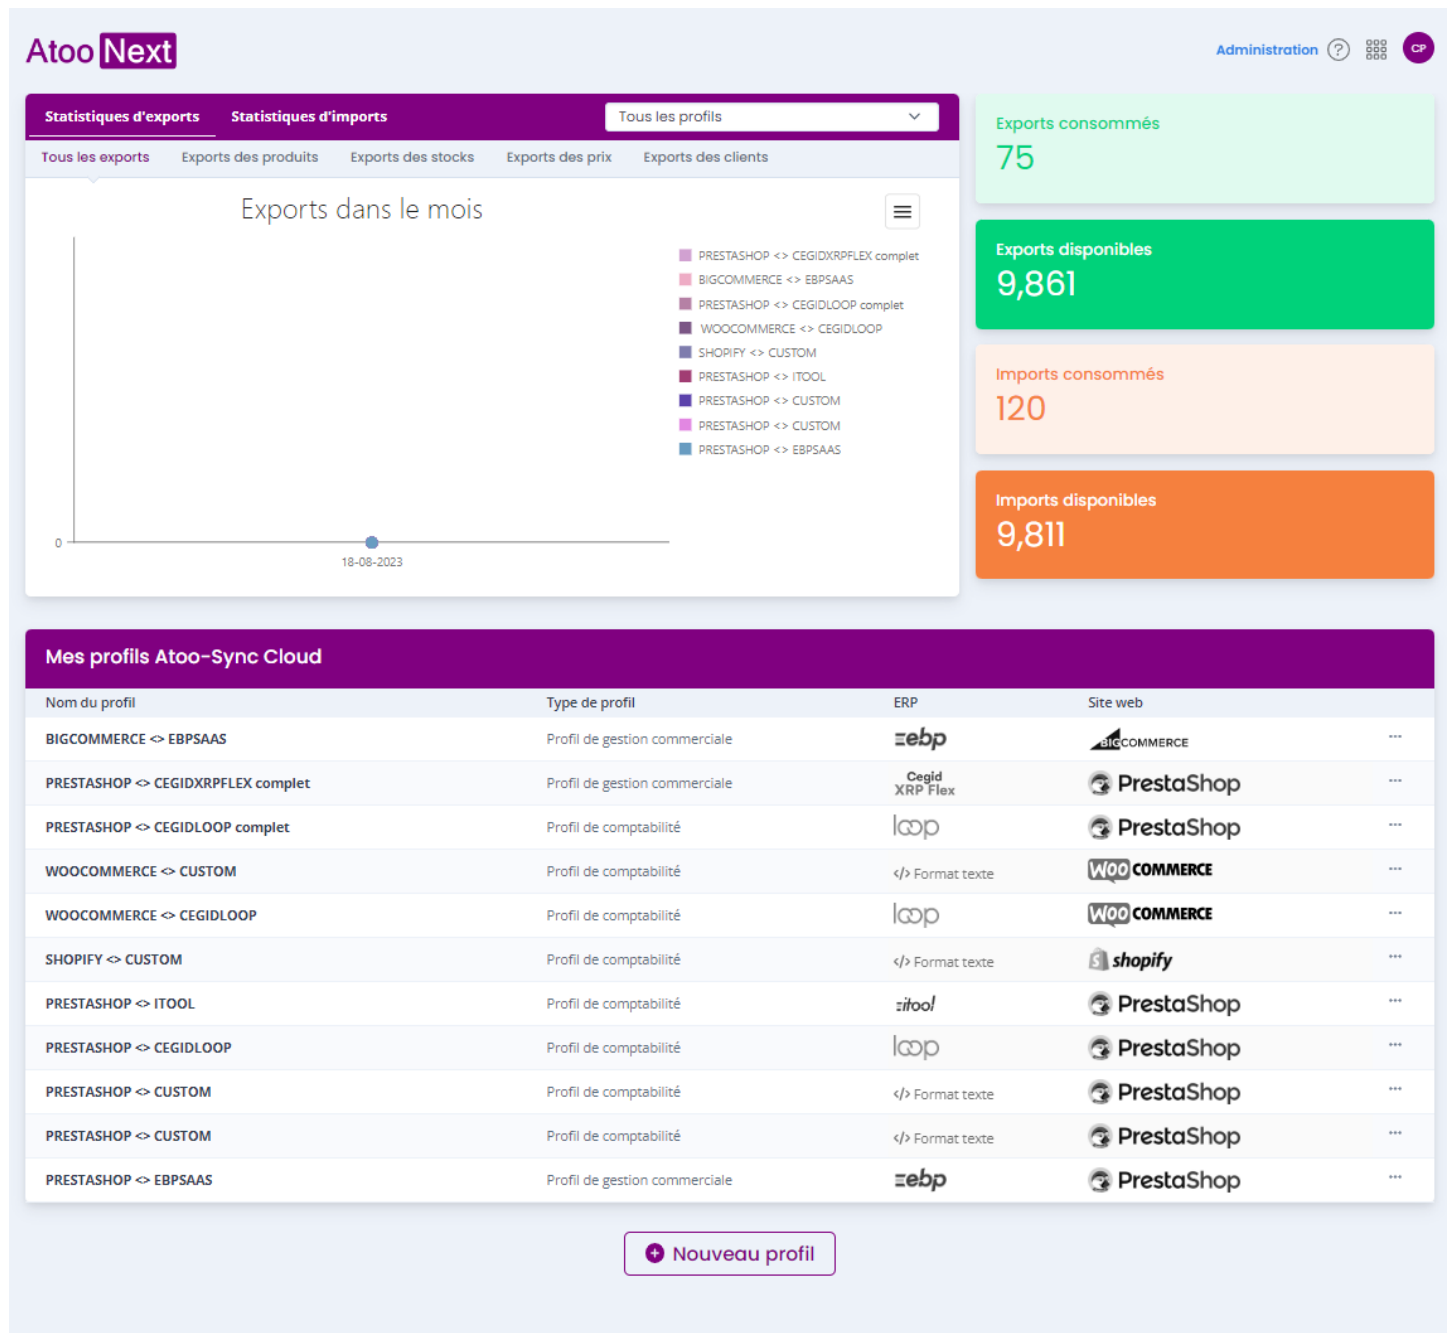 Atoo Next
Administration ? CP
Statistiques d'exports Statistiques d'imports Tous les profils
Tous les exports Exports des produits Exports des stocks Exports des prix Exports des clients
Exports dans le mois
PRESTASHOP <> CEGIDXRPFLEX complet
BIGCOMMERCE <> EBPSAAS
PRESTASHOP <> CEGIDLOOP complet
WOOCOMMERCE <> CEGIDLOOP
SHOPIFY <> CUSTOM
PRESTASHOP <> ITOOL
PRESTASHOP <> CUSTOM
PRESTASHOP <> CUSTOM
PRESTASHOP <> EBPSAAS
0
18-08-2023
Exports consommés
75
Exports disponibles
9,861
Imports consommés
120
Imports disponibles
9,811
Mes profils Atoo-Sync Cloud
Nom du profil Type de profil ERP Site web
BIGCOMMERCE <> EBPSAAS Profil de gestion commerciale ebp BIGCOMMERCE ...
PRESTASHOP <> CEGIDXRPFLEX complet Profil de gestion commerciale Cegid XRP Flex PrestaShop ...
PRESTASHOP <> CEGIDLOOP complet Profil de comptabilité loop PrestaShop ...
WOOCOMMERCE <> CUSTOM Profil de comptabilité </> Format texte WOO COMMERCE ...
WOOCOMMERCE <> CEGIDLOOP Profil de comptabilité loop WOO COMMERCE ...
SHOPIFY <> CUSTOM Profil de comptabilité </> Format texte shopify ...
PRESTASHOP <> ITOOL Profil de comptabilité itool PrestaShop ...
PRESTASHOP <> CEGIDLOOP Profil de comptabilité loop PrestaShop ...
PRESTASHOP <> CUSTOM Profil de comptabilité </> Format texte PrestaShop ...
PRESTASHOP <> CUSTOM Profil de comptabilité </> Format texte PrestaShop ...
PRESTASHOP <> EBPSAAS Profil de gestion commerciale ebp PrestaShop ...
Nouveau profil